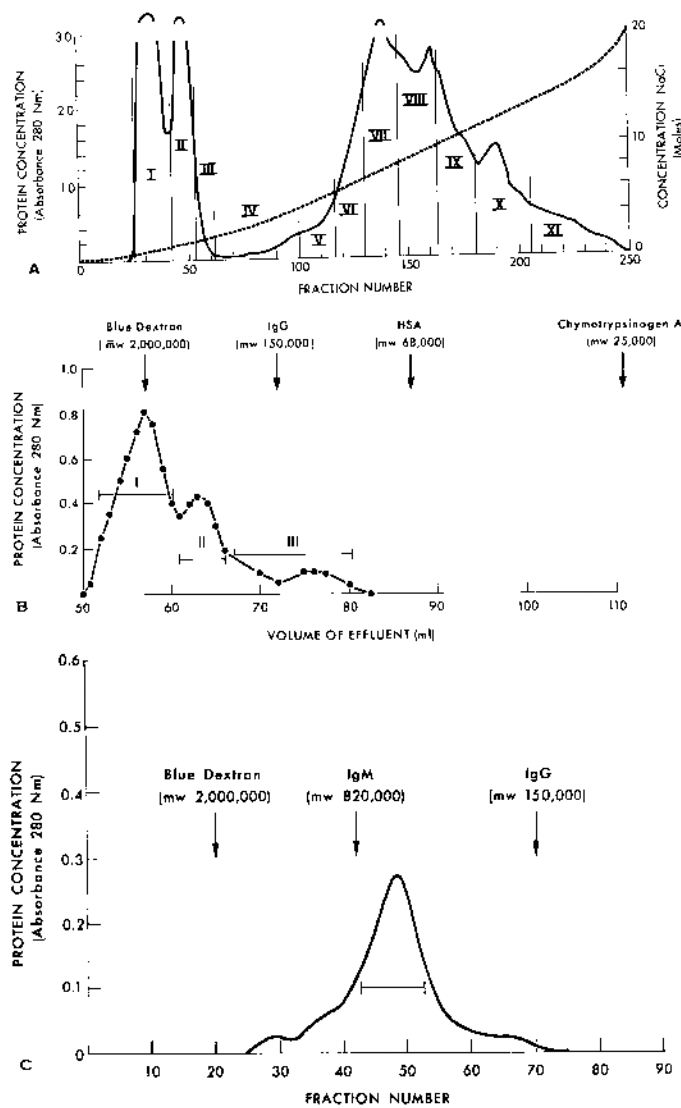 PROTEIN CONCENTRATION
(Absorbance 280 Nm)
30
20
10
I
II
III
IV
V
VI
VII
VIII
IX
X
XI
20
10
0
CONCENTRATION NaCl
(Moles)
0
50
100
150
200
250
A
FRACTION NUMBER
Blue Dextron
(mw 2,000,000)
IgG
(mw 150,000)
HSA
(mw 68,000)
Chymotrypsinogen A
(mw 25,000)
PROTEIN CONCENTRATION
(Absorbance 280 Nm)
1.0
0.8
0.6
0.4
0.2
I
II
III
B
50
60
70
80
90
100
110
VOLUME OF EFFLUENT (ml)
PROTEIN CONCENTRATION
(Absorbance 280 Nm)
0.6
0.5
0.4
0.3
0.2
0.1
0
Blue Dextron
(mw 2,000,000)
IgM
(mw 820,000)
IgG
(mw 150,000)
C
10
20
30
40
50
60
70
80
90
FRACTION NUMBER